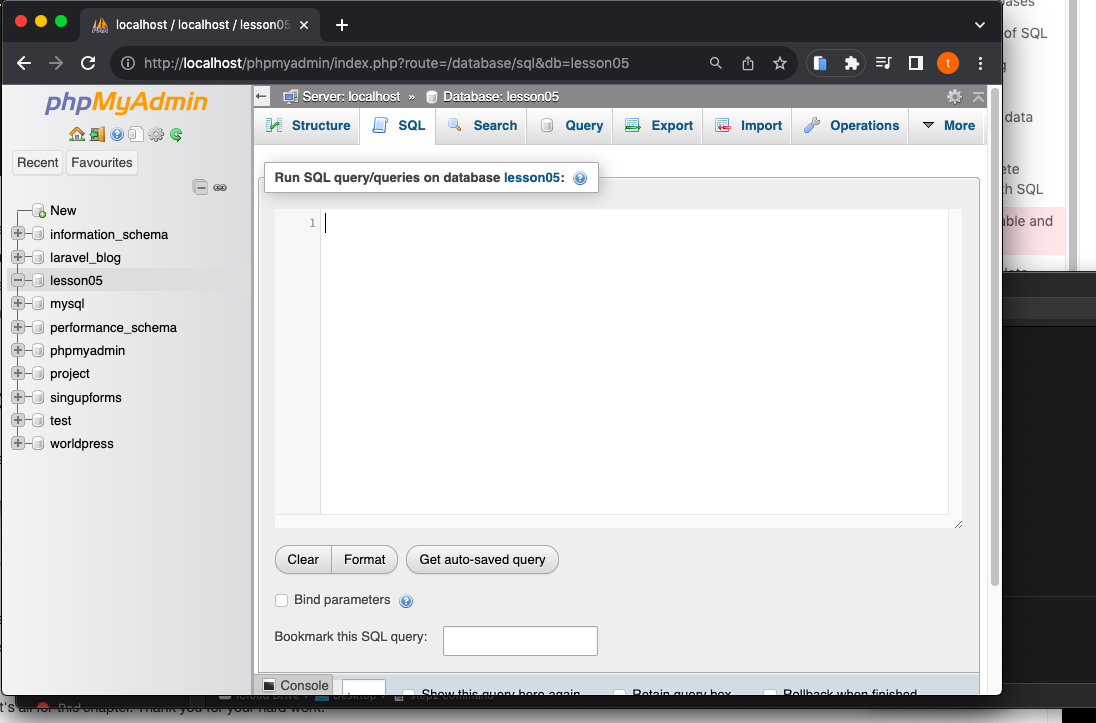 localhost / localhost / lesson05
http://localhost/phpmyadmin/index.php?route=/database/sql&db=lesson05
t
phpMyAdmin
Recent
Favourites
New
information_schema
laravel_blog
lesson05
mysql
performance_schema
phpmyadmin
project
singupforms
test
worldpress
Server: localhost » Database: lesson05
Structure
SQL
Search
Query
Export
Import
Operations
More
Run SQL query/queries on database lesson05:
1
Clear
Format
Get auto-saved query
Bind parameters
Bookmark this SQL query:
Console
Show this query here again
Retain query box
Rollback when finished
of SQL
data
SQL
able and
t's all for this chapter. Thank you for your hard work.